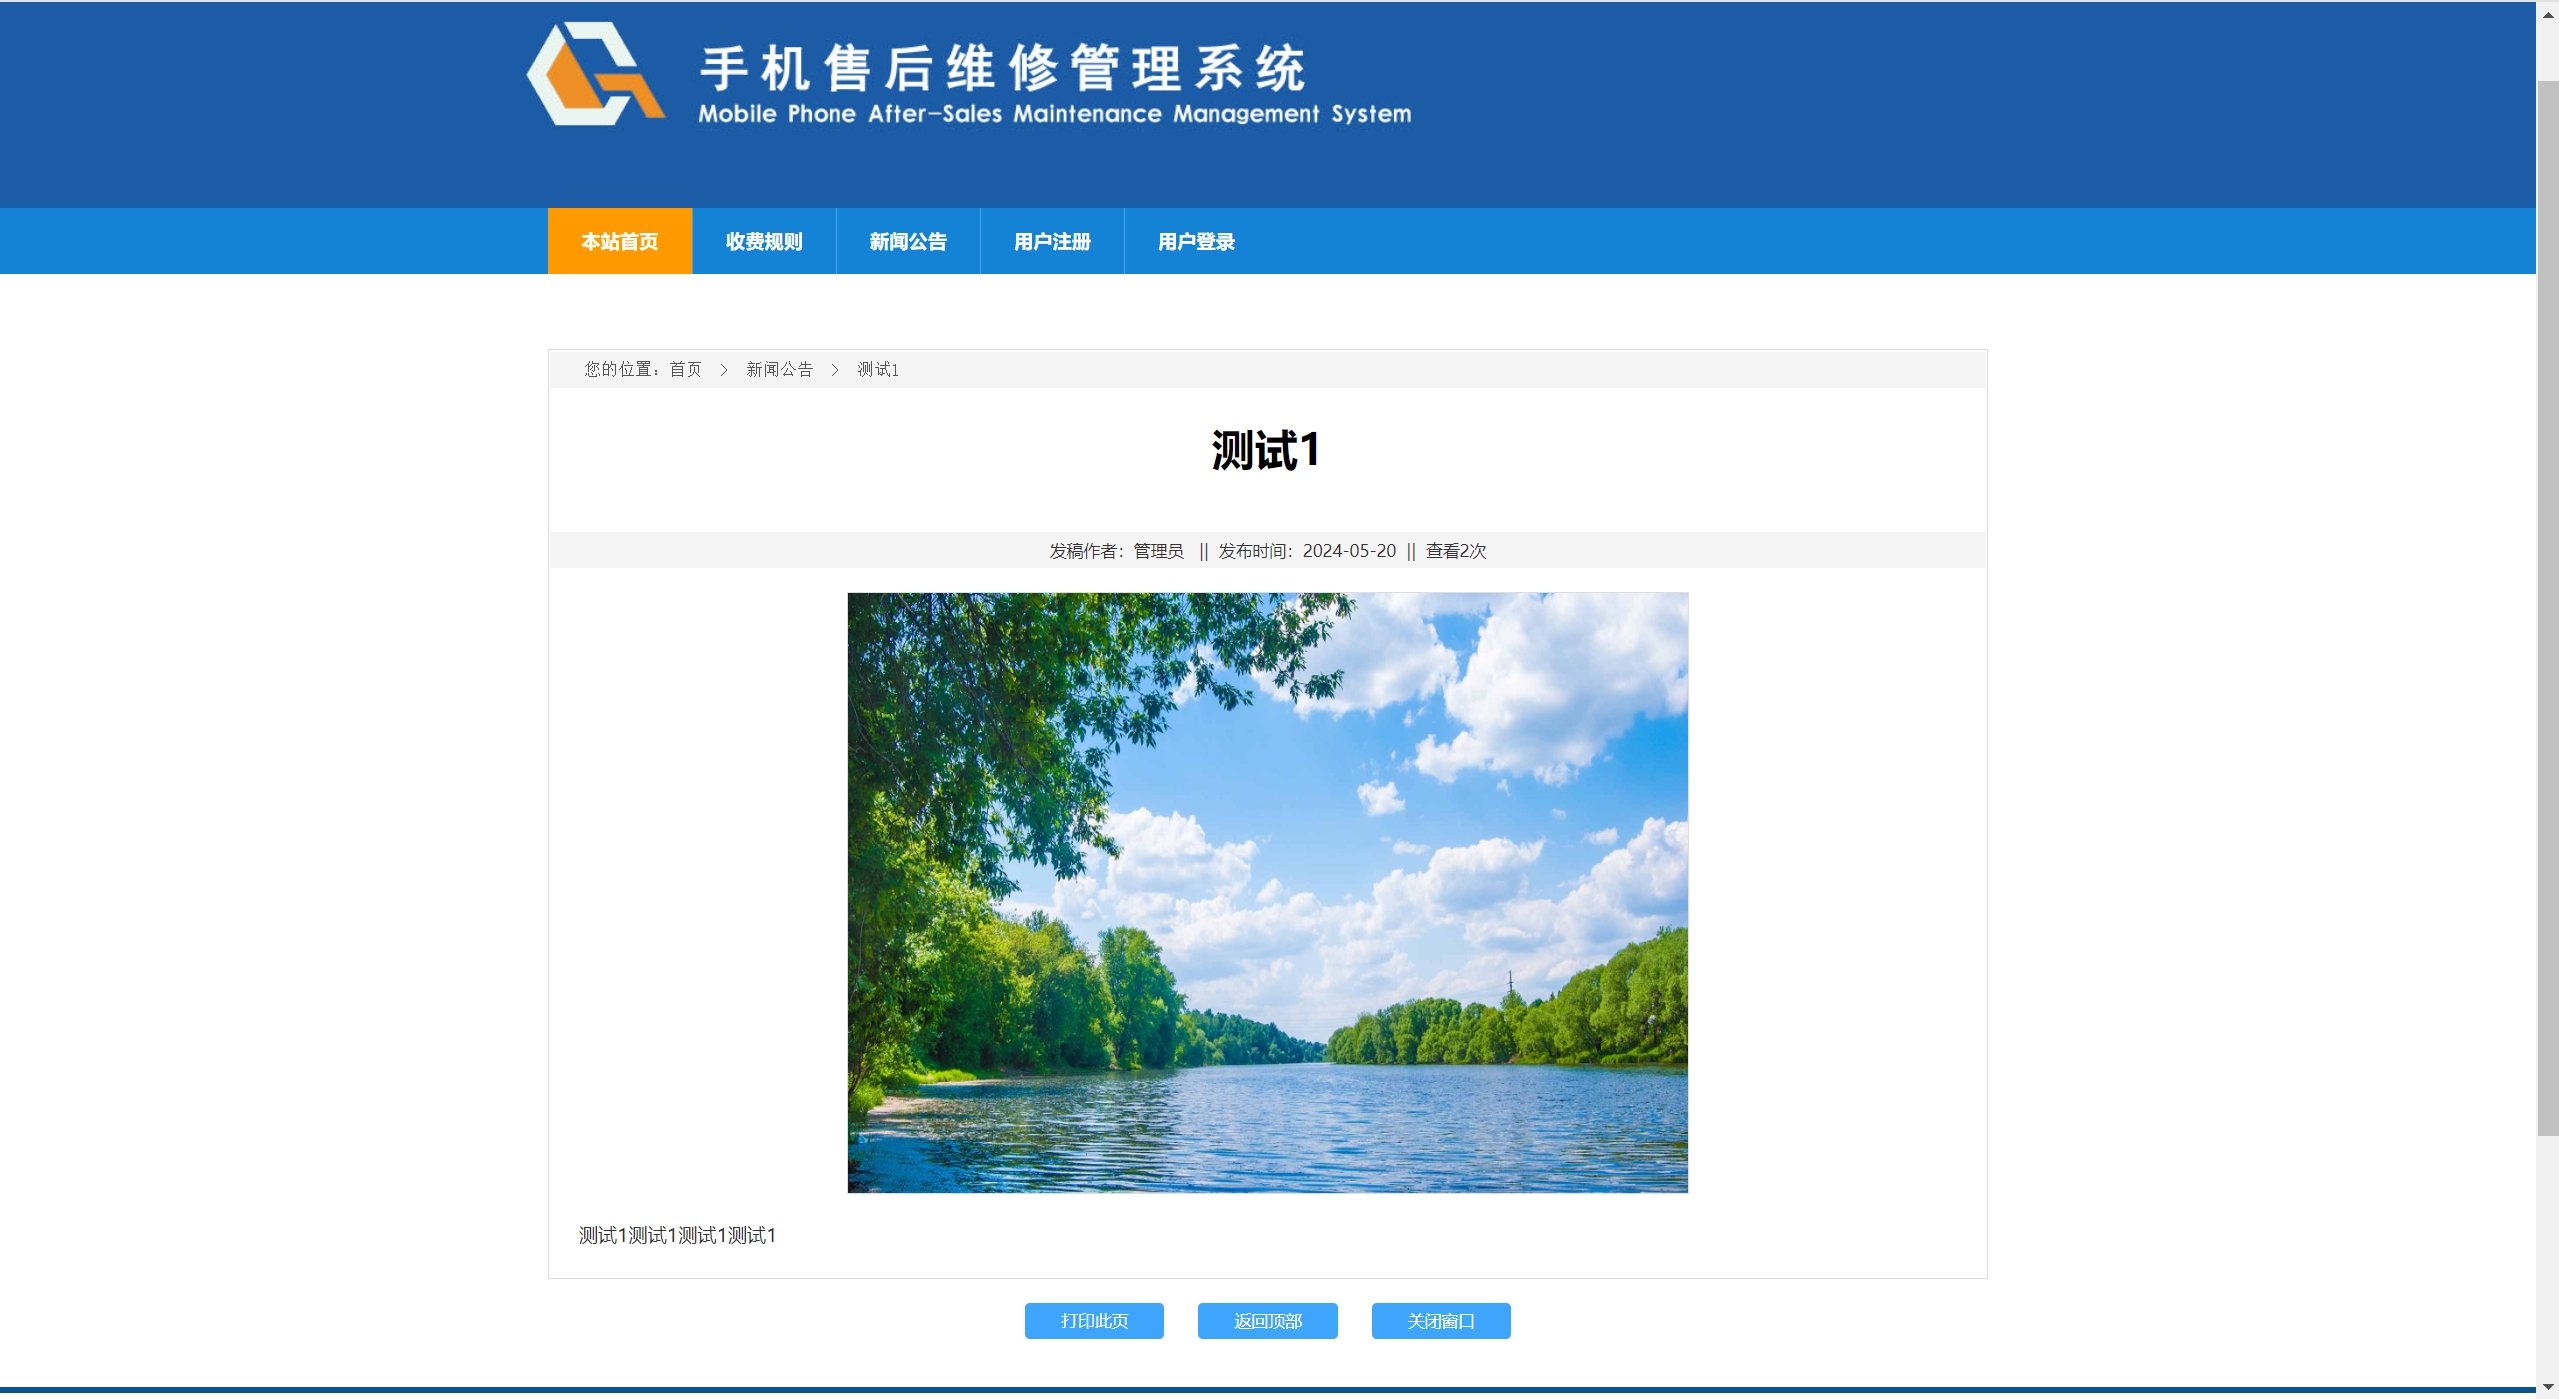 手机售后维修管理系统
Mobile Phone After-Sales Maintenance Management System
本站首页 收费规则 新闻公告 用户注册 用户登录
您的位置：首页 > 新闻公告 > 测试1
测试1
发稿作者：管理员 || 发布时间：2024-05-20 || 查看2次
测试1测试1测试1测试1
打印此页 返回顶部 关闭窗口